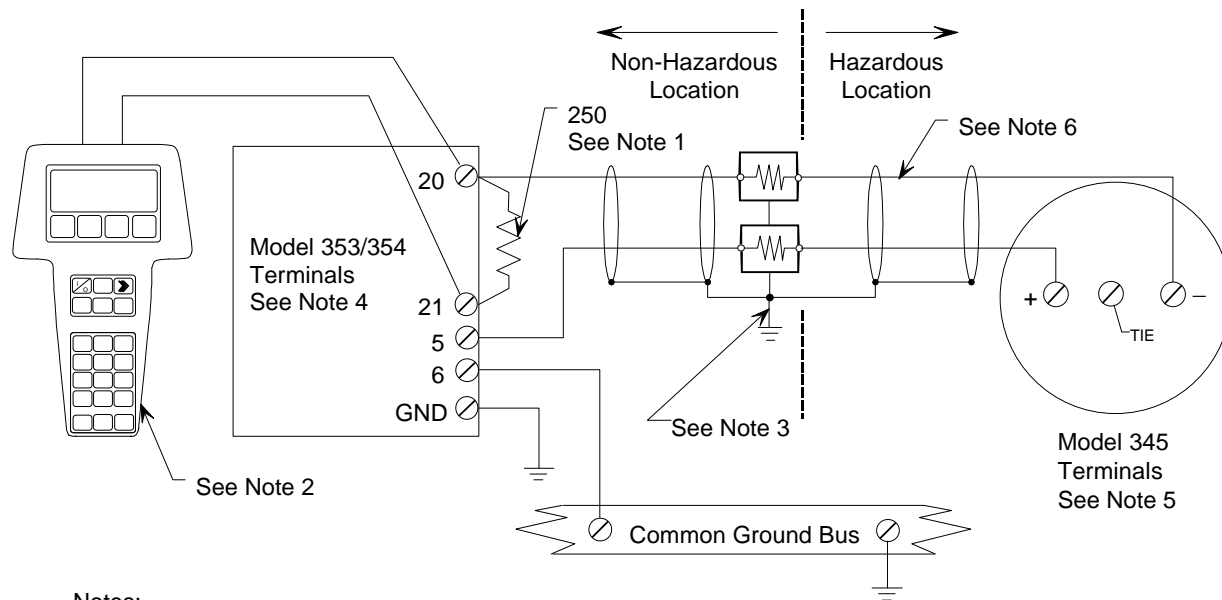 Non-Hazardous
Location
Hazardous
Location
250
See Note 1
See Note 6
20
Model 353/354
Terminals
See Note 4
21
5
6
GND
+
–
TIE
See Note 3
See Note 2
Model 345
Terminals
See Note 5
Common Ground Bus
Notes: